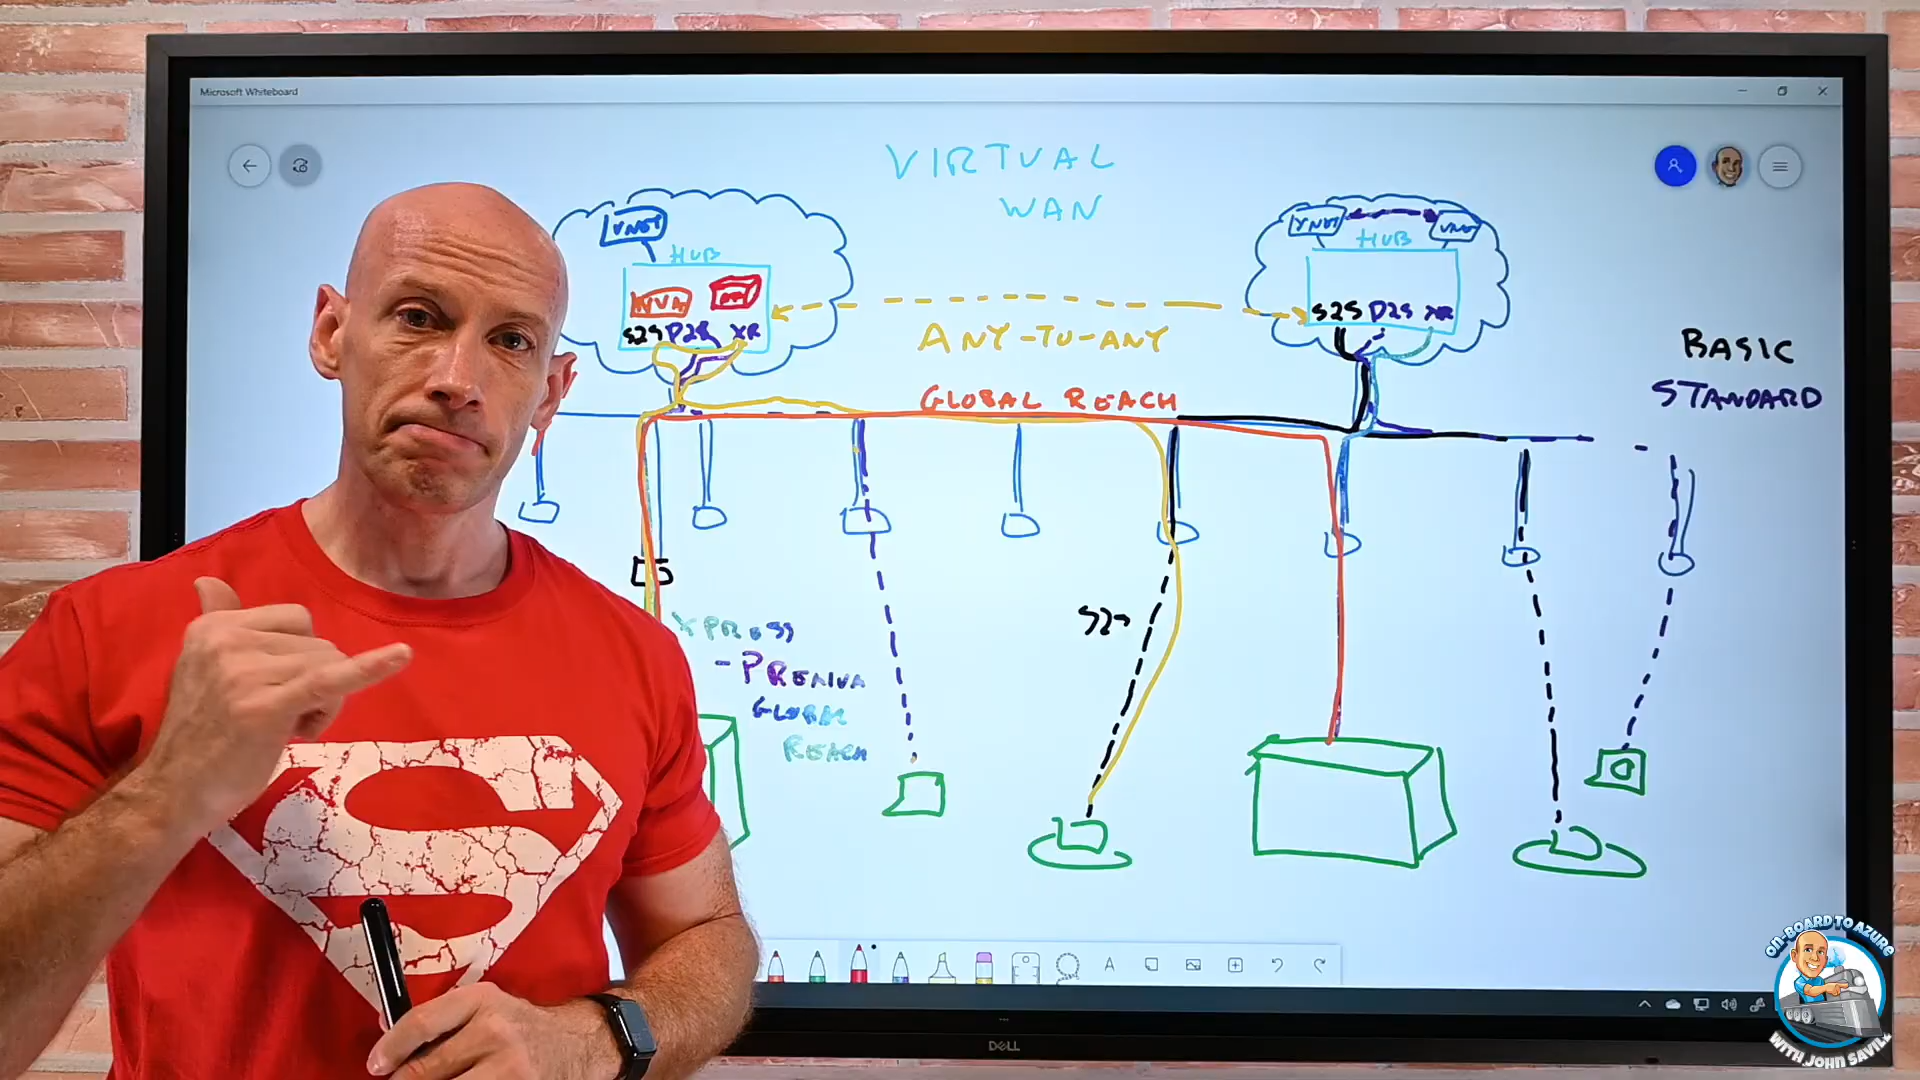 Microsoft Whiteboard
VIRTUAL
WAN
VNET
HUB
NVA
S2S P2S XR
VNET
VNET
HUB
S2S P2S XR
ANY-TO-ANY
GLOBAL REACH
BASIC
STANDARD
S2S
XPRESS
- PREMIUM
GLOBAL
REACH
A
DELL
ON-BOARD TO AZURE
WITH JOHN SAVILL